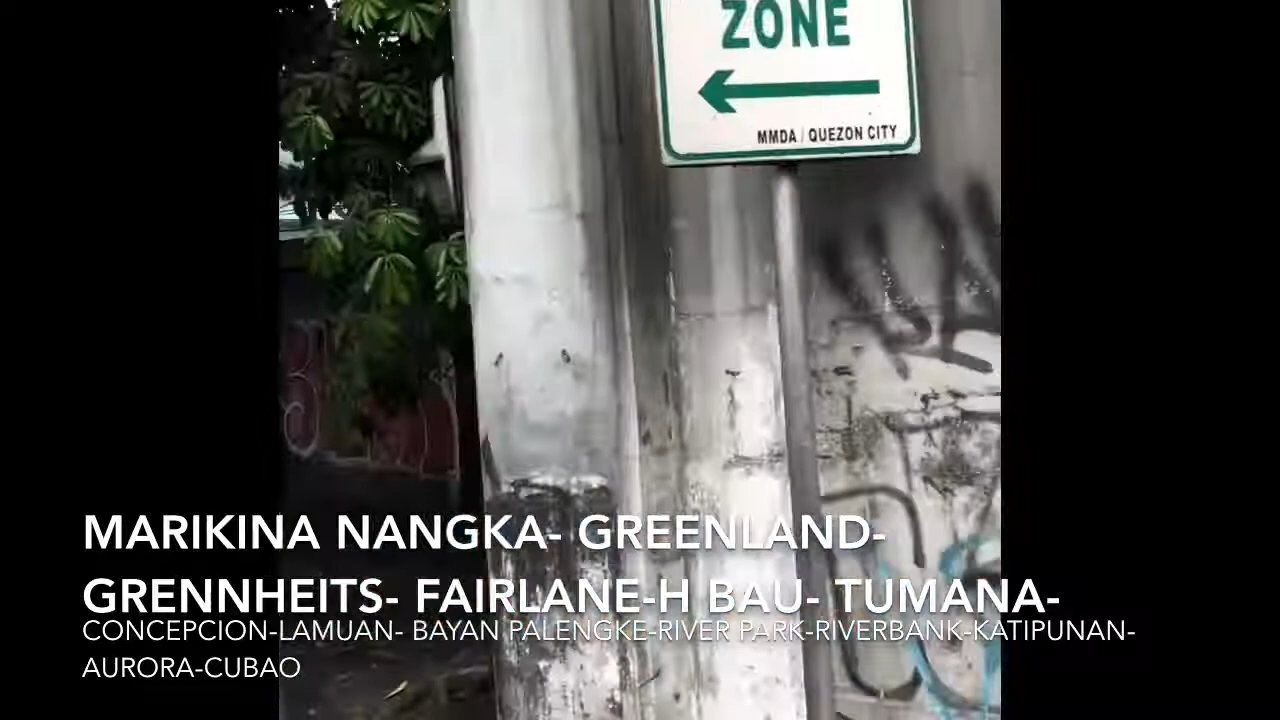 ZONE
MMDA / QUEZON CITY
MARIKINA NANGKA- GREENLAND-
GRENNHEITS- FAIRLANE-H BAU- TUMANA-
CONCEPCION-LAMUAN- BAYAN PALENGKE-RIVER PARK-RIVERBANK-KATIPUNAN-
AURORA-CUBAO